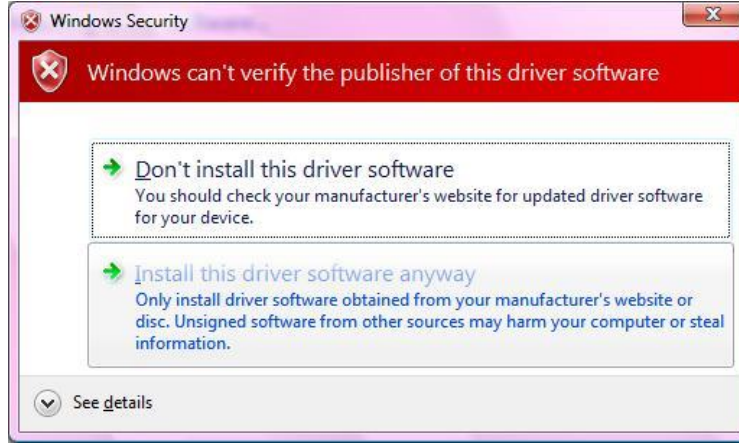 Windows Security
Windows can't verify the publisher of this driver software
Don't install this driver software
You should check your manufacturer's website for updated driver software
for your device.
Install this driver software anyway
Only install driver software obtained from your manufacturer's website or
disc. Unsigned software from other sources may harm your computer or steal
information.
See details